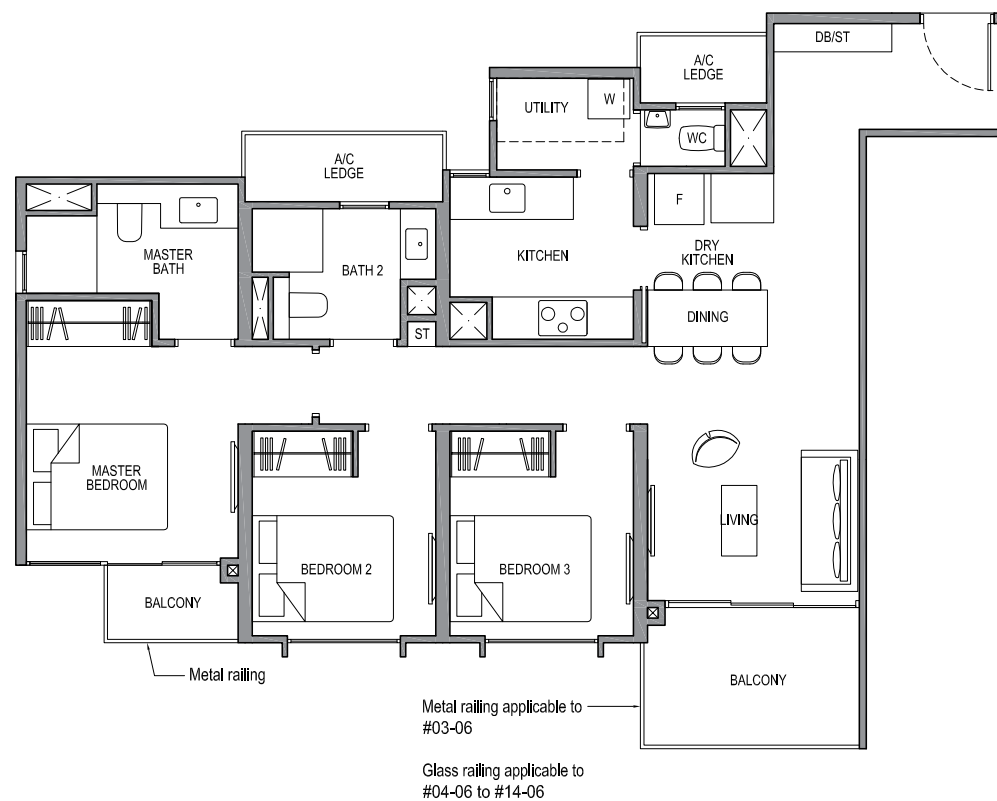 DB/ST
A/C
LEDGE
UTILITY
W
WC
A/C
LEDGE
F
MASTER
BATH
BATH 2
KITCHEN
DRY
KITCHEN
ST
DINING
MASTER
BEDROOM
LIVING
BEDROOM 2
BEDROOM 3
BALCONY
BALCONY
Metal railing
Metal railing applicable to
#03-06
Glass railing applicable to
#04-06 to #14-06